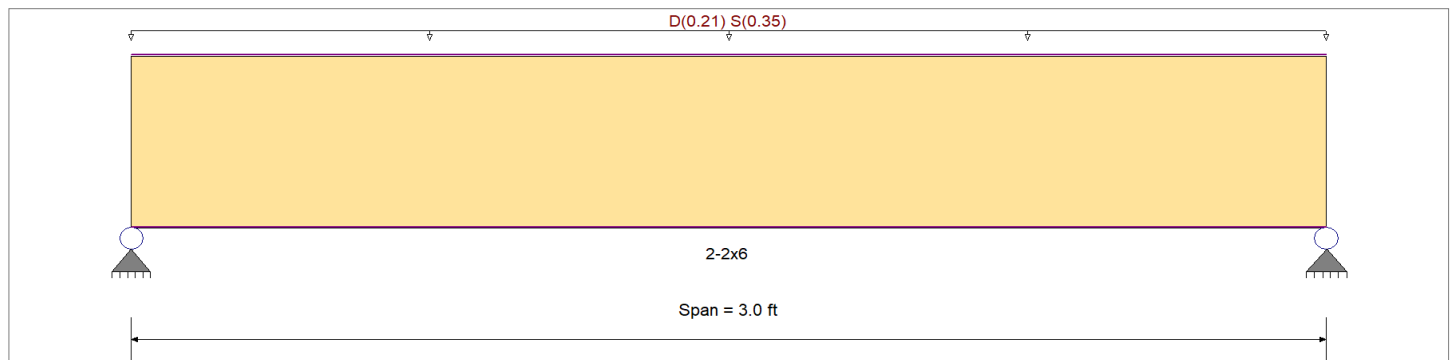 D(0.21) S(0.35)
2-2x6
Span = 3.0 ft